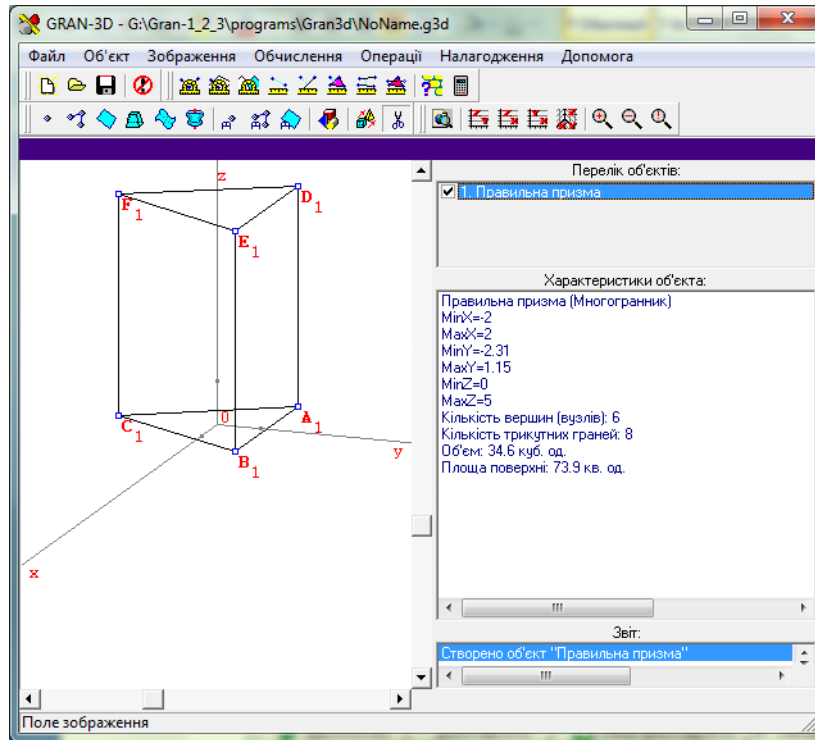 GRAN-3D - G:\Gran-1_2_3\programs\Gran3d\NoName.g3d
Файл Об'єкт Зображення Обчислення Операції Налагодження Допомога
Перелік об'єктів:
1. Правильна призма
Характеристики об'єкта:
Правильна призма (Многогранник)
MinX=-2
MaxX=2
MinY=-2.31
MaxY=1.15
MinZ=0
MaxZ=5
Кількість вершин (вузлів): 6
Кількість трикутних граней: 8
Об'єм: 34.6 куб. од.
Площа поверхні: 73.9 кв. од.
Звіт:
Створено об'єкт "Правильна призма"
z
F1
D1
E1
0
C1
A1
B1
y
x
Поле зображення